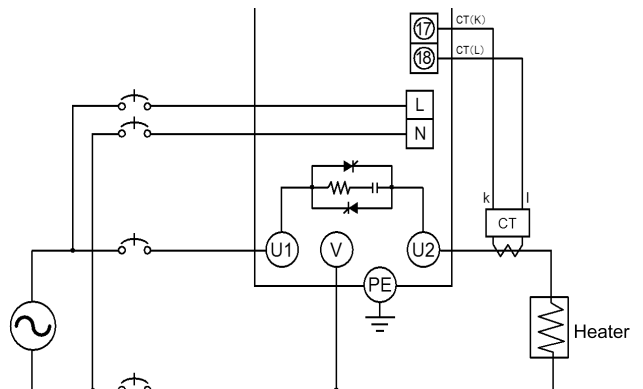 17 CT(K)
18 CT(L)
L
N
k l
CT
U1 V U2
PE
Heater